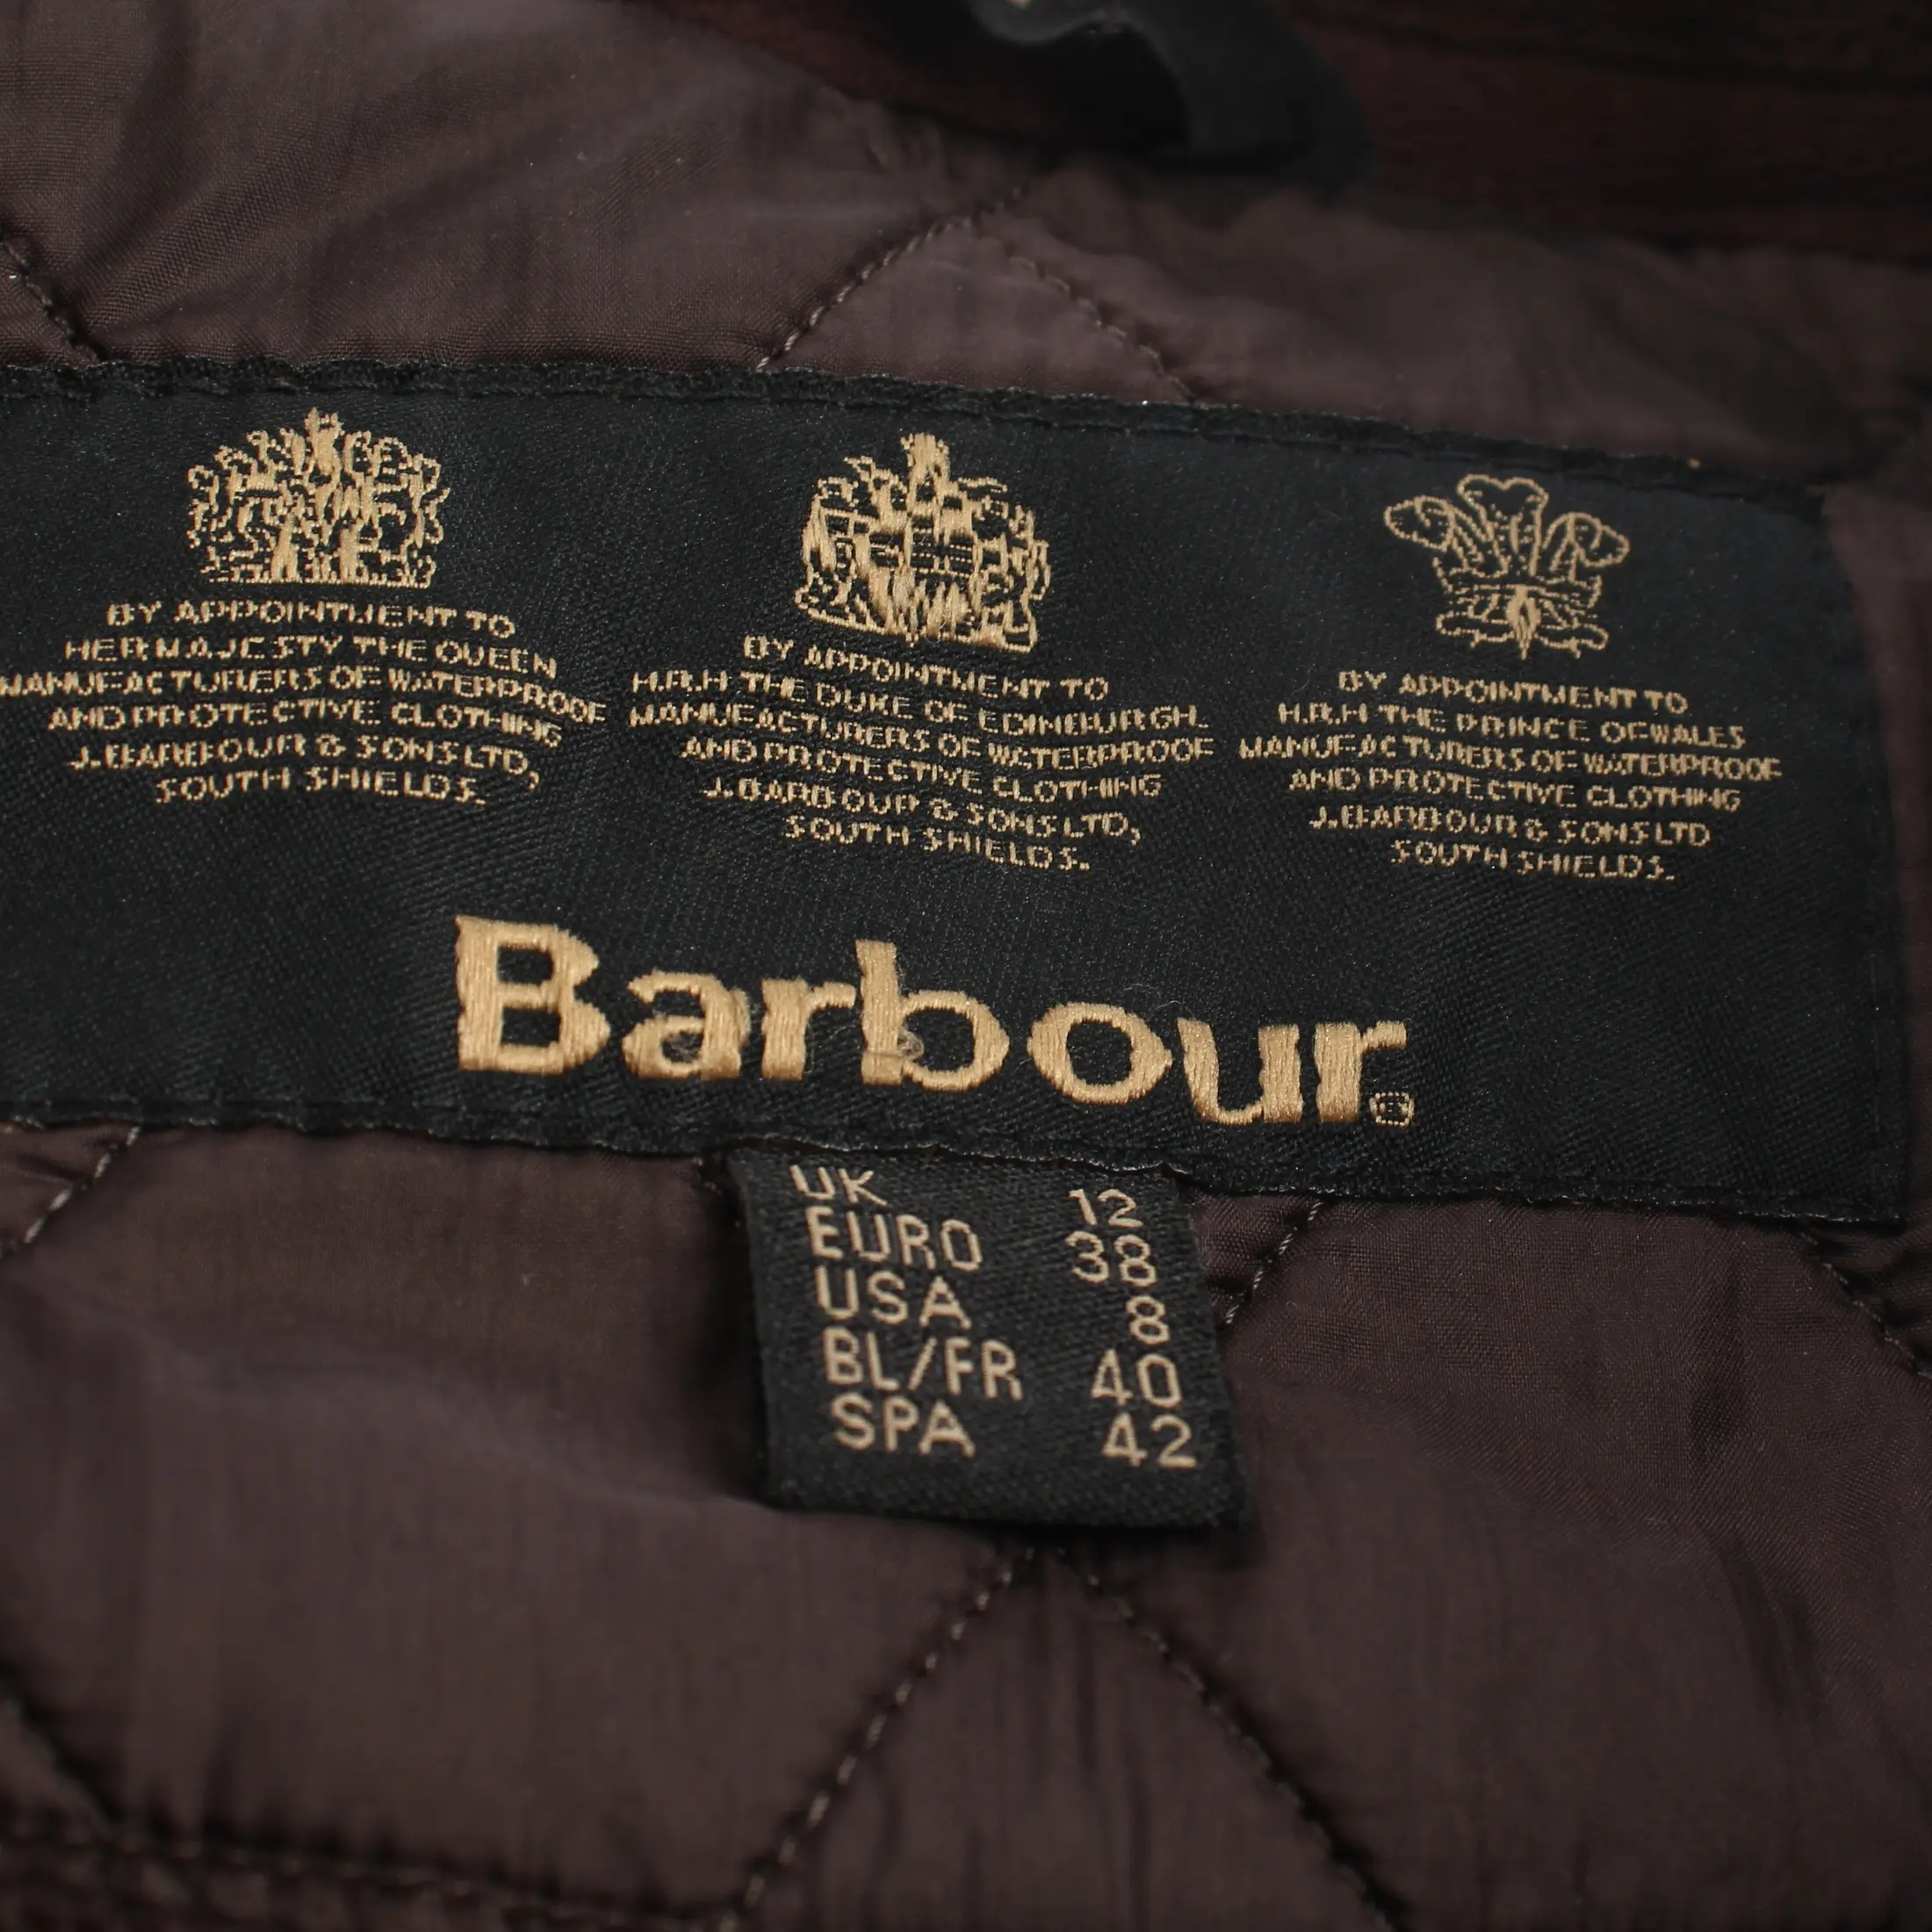 BY APPOINTMENT TO
HER MAJESTY THE QUEEN
MANUFACTURERS OF WATERPROOF
AND PROTECTIVE CLOTHING
J.BARBOUR & SONS LTD,
SOUTH SHIELDS.
BY APPOINTMENT TO
H.R.H THE DUKE OF EDINBURGH.
MANUFACTURERS OF WATERPROOF
AND PROTECTIVE CLOTHING
J.BARBOUR & SONS LTD,
SOUTH SHIELDS.
BY APPOINTMENT TO
H.R.H THE PRINCE OF WALES
MANUFACTURERS OF WATERPROOF
AND PROTECTIVE CLOTHING
J.BARBOUR & SONS LTD
SOUTH SHIELDS.
Barbour®
UK 12
EURO 38
USA 8
BL/FR 40
SPA 42